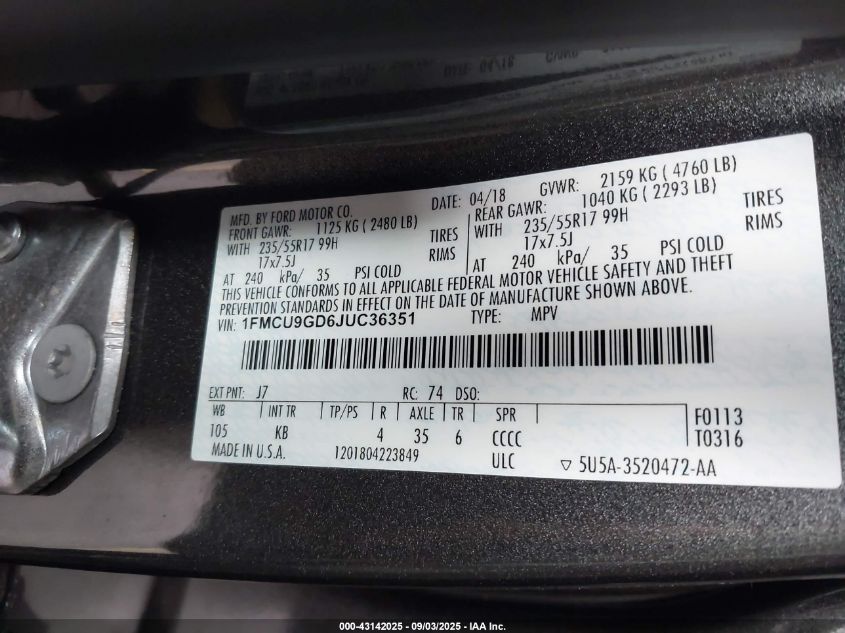 DATE: 04/18
MFD. BY FORD MOTOR CO. DATE: 04/18 GVWR: 2159 KG ( 4760 LB)
FRONT GAWR: 1125 KG ( 2480 LB) REAR GAWR: 1040 KG ( 2293 LB)
WITH 235/55R17 99H TIRES WITH 235/55R17 99H TIRES
17x7.5J RIMS 17x7.5J RIMS
AT 240 kPa/ 35 PSI COLD AT 240 kPa/ 35 PSI COLD
THIS VEHICLE CONFORMS TO ALL APPLICABLE FEDERAL MOTOR VEHICLE SAFETY AND THEFT
PREVENTION STANDARDS IN EFFECT ON THE DATE OF MANUFACTURE SHOWN ABOVE.
VIN: 1FMCU9GD6JUC36351 TYPE: MPV
EXT PNT: J7 RC: 74 DSO:
WB INT TR TP/PS R AXLE TR SPR F0113
105 KB 4 35 6 CCCC T0316
MADE IN U.S.A. 1201804223849 ULC ▽ 5U5A-3520472-AA
000-43142025 - 09/03/2025 - IAA Inc.